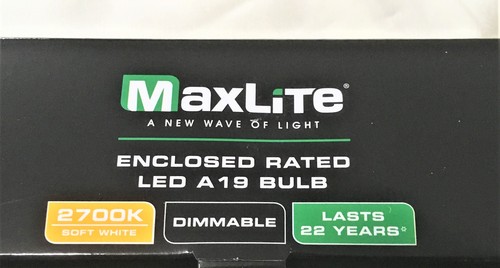 MAXLITE®
A NEW WAVE OF LIGHT
ENCLOSED RATED
LED A19 BULB
2700K
SOFT WHITE
DIMMABLE
LASTS
22 YEARS°